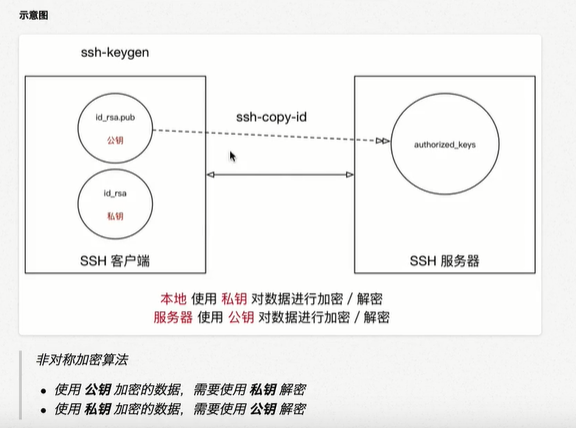 示意图
ssh-keygen
id_rsa.pub
公钥
ssh-copy-id
authorized_keys
id_rsa
私钥
SSH 客户端
SSH 服务器
本地 使用 私钥 对数据进行加密 / 解密
服务器 使用 公钥 对数据进行加密 / 解密
非对称加密算法
• 使用 公钥 加密的数据，需要使用 私钥 解密
• 使用 私钥 加密的数据，需要使用 公钥 解密